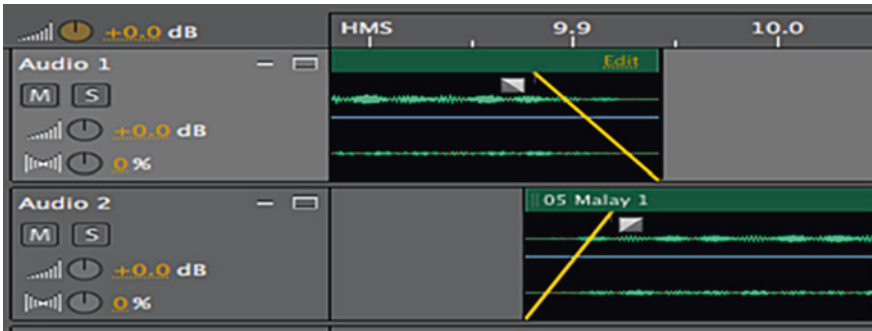 +0.0 dB
HMS 9.9 10.0
Audio 1
Edit
M S
+0.0 dB
0 %
Audio 2
05 Malay 1
M S
+0.0 dB
0 %